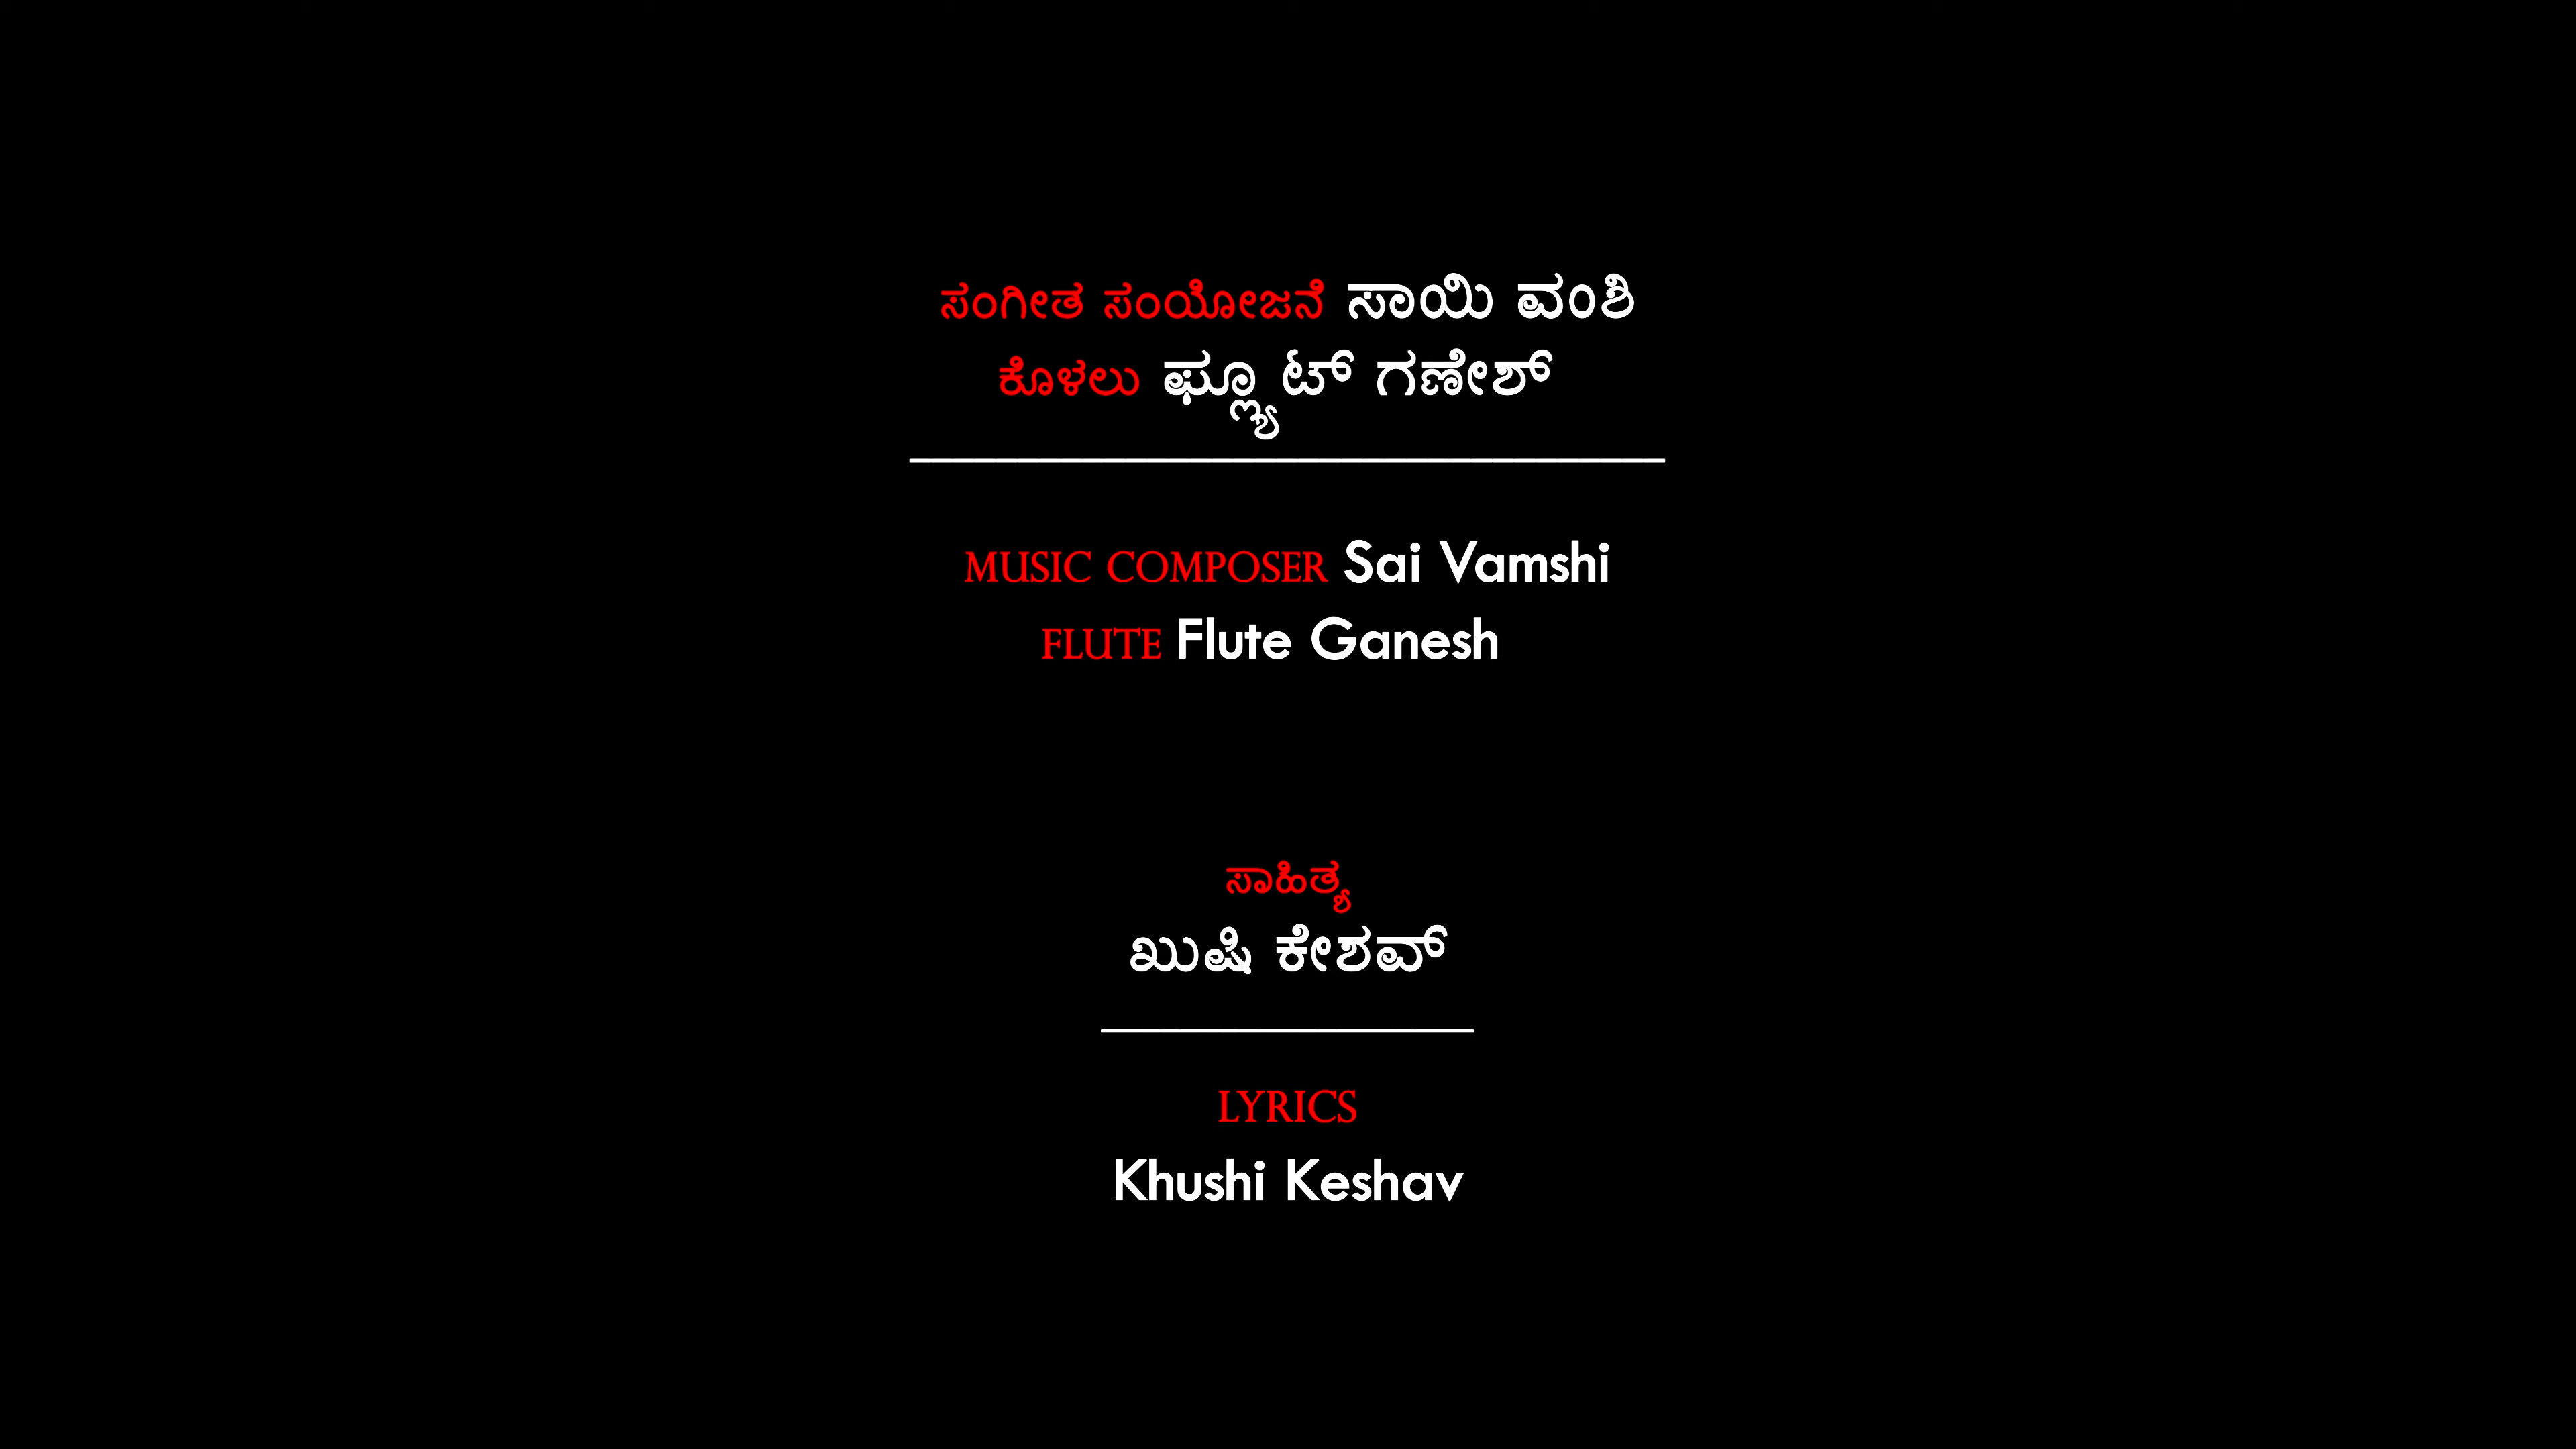 ಸಂಗೀತ ಸಂಯೋಜನೆ ಸಾಯಿ ವಂಶಿ
ಕೊಳಲು ಫ್ಲ್ಯೂಟ್ ಗಣೇಶ್
MUSIC COMPOSER Sai Vamshi
FLUTE Flute Ganesh
ಸಾಹಿತ್ಯ
ಖುಷಿ ಕೇಶವ್
LYRICS
Khushi Keshav